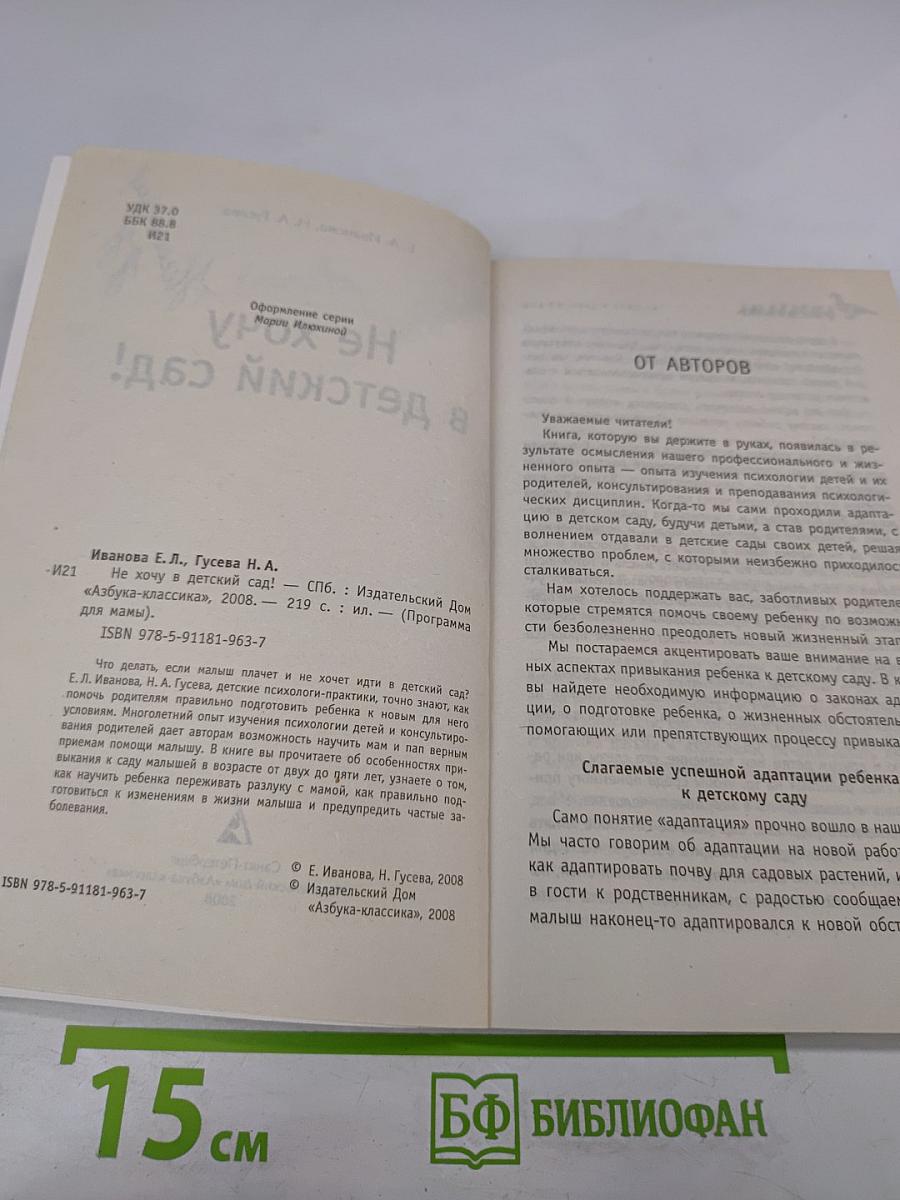 УДК 37.0
ББК 88.8
И21
Оформление серии
Марии Илюхиной
Иванова Е. Л., Гусева Н. А.
И21 Не хочу в детский сад! — СПб. : Издательский Дом
«Азбука-классика», 2008. — 219 с. : ил. — (Программа
для мамы).
ISBN 978-5-91181-963-7
Что делать, если малыш плачет и не хочет идти в детский сад?
Е. Л. Иванова, Н. А. Гусева, детские психологи-практики, точно знают, как
помочь родителям правильно подготовить ребенка к новым для него
условиям. Многолетний опыт изучения психологии детей и консультиро-
вания родителей дает авторам возможность научить мам и пап верным
приемам помощи малышу. В книге вы прочитаете об особенностях при-
выкания к саду малышей в возрасте от двух до пяти лет, узнаете о том,
как научить ребенка переживать разлуку с мамой, как правильно под-
готовиться к изменениям в жизни малыша и предупредить частые за-
болевания.
© Е. Иванова, Н. Гусева, 2008
© Издательский Дом
«Азбука-классика», 2008
ISBN 978-5-91181-963-7
ОТ АВТОРОВ
Уважаемые читатели!
Книга, которую вы держите в руках, появилась в ре-
зультате осмысления нашего профессионального и жиз-
ненного опыта — опыта изучения психологии детей и их
родителей, консультирования и преподавания психологи-
ческих дисциплин. Когда-то мы сами проходили адапта-
цию в детском саду, будучи детьми, а став родителями, с
волнением отдавали в детские сады своих детей, решая
множество проблем, с которыми неизбежно приходилос
сталкиваться.
Нам хотелось поддержать вас, заботливых родителе
которые стремятся помочь своему ребенку по возможн
сти безболезненно преодолеть новый жизненный этап
Мы постараемся акцентировать ваше внимание на в
ных аспектах привыкания ребенка к детскому саду. В к
вы найдете необходимую информацию о законах ад
ции, о подготовке ребенка, о жизненных обстоятель
помогающих или препятствующих процессу привыка
Слагаемые успешной адаптации ребенка
к детскому саду
Само понятие «адаптация» прочно вошло в наш
Мы часто говорим об адаптации на новой работ
как адаптировать почву для садовых растений, и
в гости к родственникам, с радостью сообщаем
малыш наконец-то адаптировался к новой обст
15 см
БФ БИБЛИОФАН